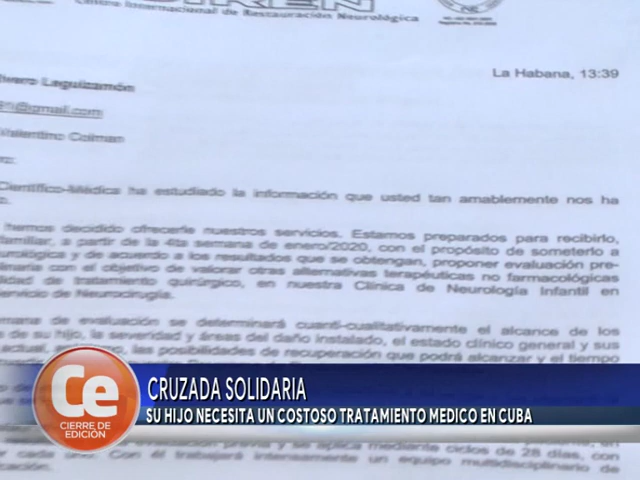 CIREN
Centro Internacional de Restauración Neurológica
La Habana, 13:39
Leguizamón
@gmail.com
Valentino Colman
Científico-Médica ha estudiado la información que usted tan amablemente nos ha
hemos decidido ofrecerle nuestros servicios. Estamos preparados para recibirlo,
familiar, a partir de la 4ta semana de enero/2020, con el propósito de someterlo a
rológica y de acuerdo a los resultados que se obtengan, proponer evaluación pre-
linaria con el objetivo de valorar otras alternativas terapéuticas no farmacológicas
lidad de tratamiento quirúrgico, en nuestra Clínica de Neurología Infantil en
ervicio de Neurocirugía.
mana de evaluación se determinará cuanti-cualitativamente el alcance de los
de su hijo, la severidad y áreas del daño instalado, el estado clínico general y sus
actual, las posibilidades de recuperación que podrá alcanzar y el tiempo
Ce
CIERRE DE
EDICIÓN
CRUZADA SOLIDARIA
SU HIJO NECESITA UN COSTOSO TRATAMIENTO MEDICO EN CUBA
mediante ciclos de 28 días, con
cada uno. Con él trabajará intensamente un equipo multidisciplinario de